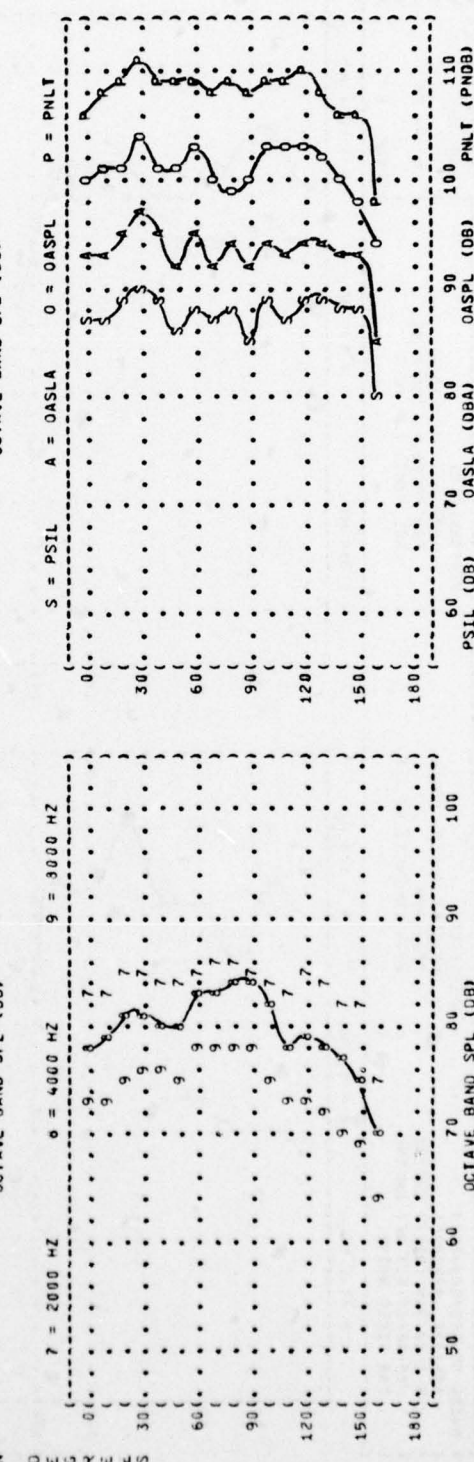 OCTAVE BAND SPL (DB)
7 = 2000 HZ 8 = 4000 HZ 9 = 8000 HZ
D
E
G
R
E
E
S
0
30
60
90
120
150
180
50 60 70 80 90 100
OCTAVE BAND SPL (DB)
S = PSIL A = OASLA O = OASPL P = PNLT
0
30
60
90
120
150
180
60 70 80 90 100 110
PSIL (DB) OASLA (DBA) OASPL (DB) PNLT (PNDB)